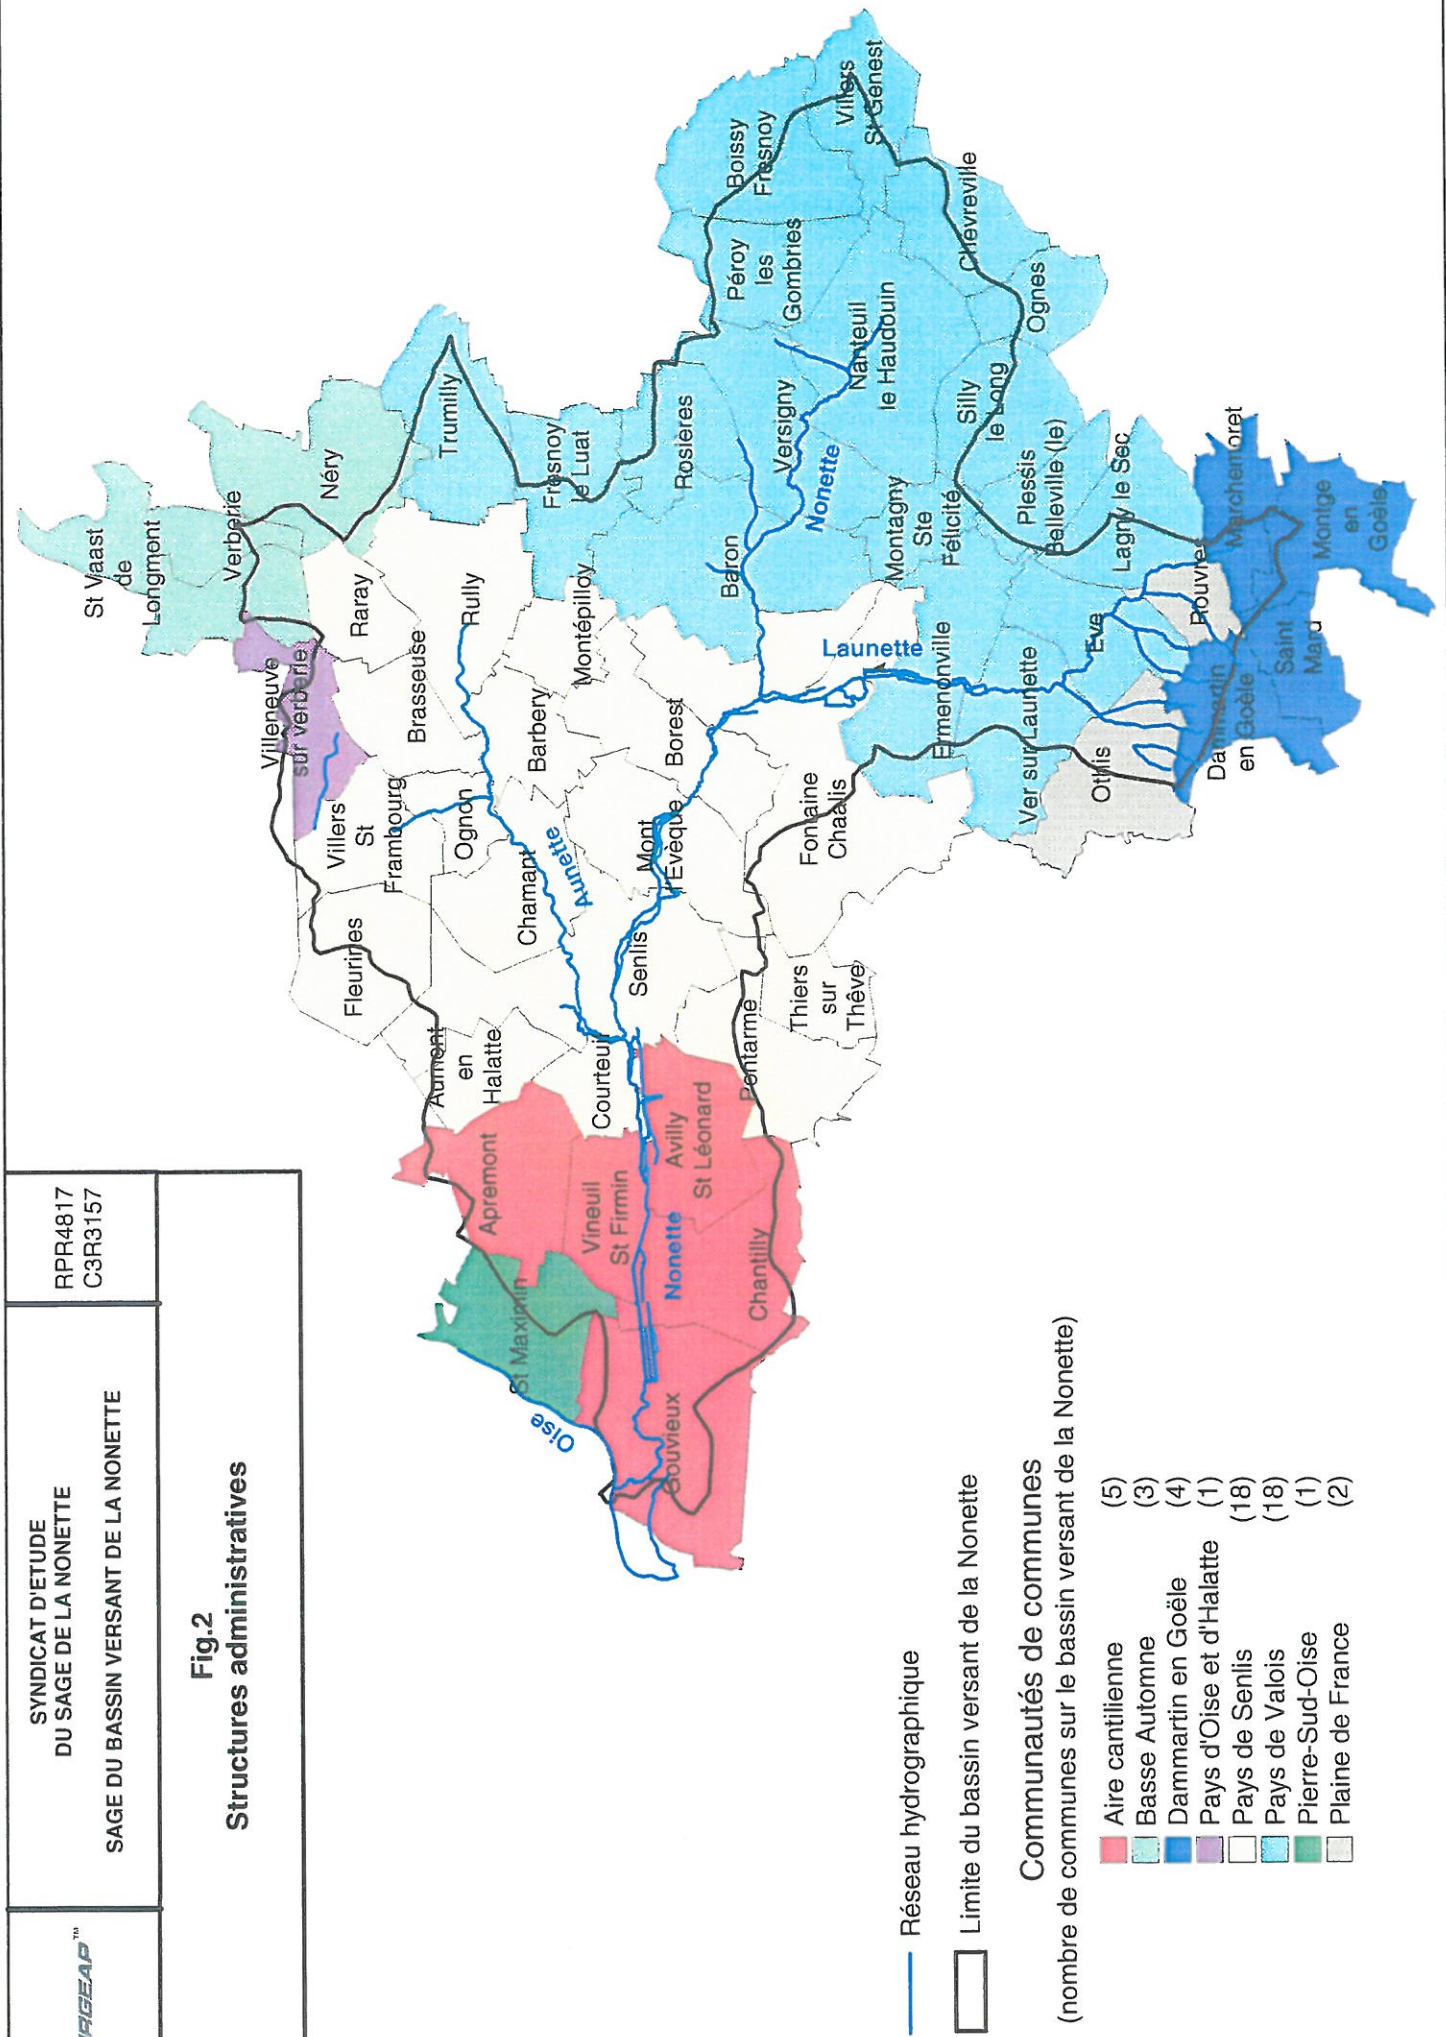 SYNDICAT D'ETUDE
DU SAGE DE LA NONETTE
SAGE DU BASSIN VERSANT DE LA NONETTE
RPR4817
C3R3157
Fig.2
Structures administratives
St Vaast
de
Longmont
Verberie
Néry
Villeneuve
sur verberie
Raray
Trumilly
Villers
St
Frambourg
Brasseuse
Rully
Fleurines
Ognon
Fresnoy
le Luat
Aumont
en
Halatte
Chamant
Barbery
Montépilloy
Aunette
Rosières
Boissy
Fresnoy
Péroy
les
Gombries
Villers
St Genest
Apremont
Courteuil
Senlis
Mont
l'Evêque
Borest
Baron
Versigny
Nonette
Nanteuil
le Haudouin
Chèvreville
Ognes
St Maximin
Oise
Vineuil
St Firmin
Avilly
St Léonard
Nonette
Gouvieux
Chantilly
Pontarmé
Thiers
sur
Thêve
Fontaine
Chaâlis
Launette
Montagny
Ste
Félicité
Silly
le Long
Ermenonville
Plessis
Belleville (le)
Ver sur Launette
Eve
Lagny le Sec
Othis
Rouvres
Marchemoret
Dammartin
en Goële
Saint
Mard
Montge
en
Goèle
Réseau hydrographique
Limite du bassin versant de la Nonette
Communautés de communes
(nombre de communes sur le bassin versant de la Nonette)
Aire cantilienne (5)
Basse Automne (3)
Dammartin en Goële (4)
Pays d'Oise et d'Halatte (1)
Pays de Senlis (18)
Pays de Valois (18)
Pierre-Sud-Oise (1)
Plaine de France (2)